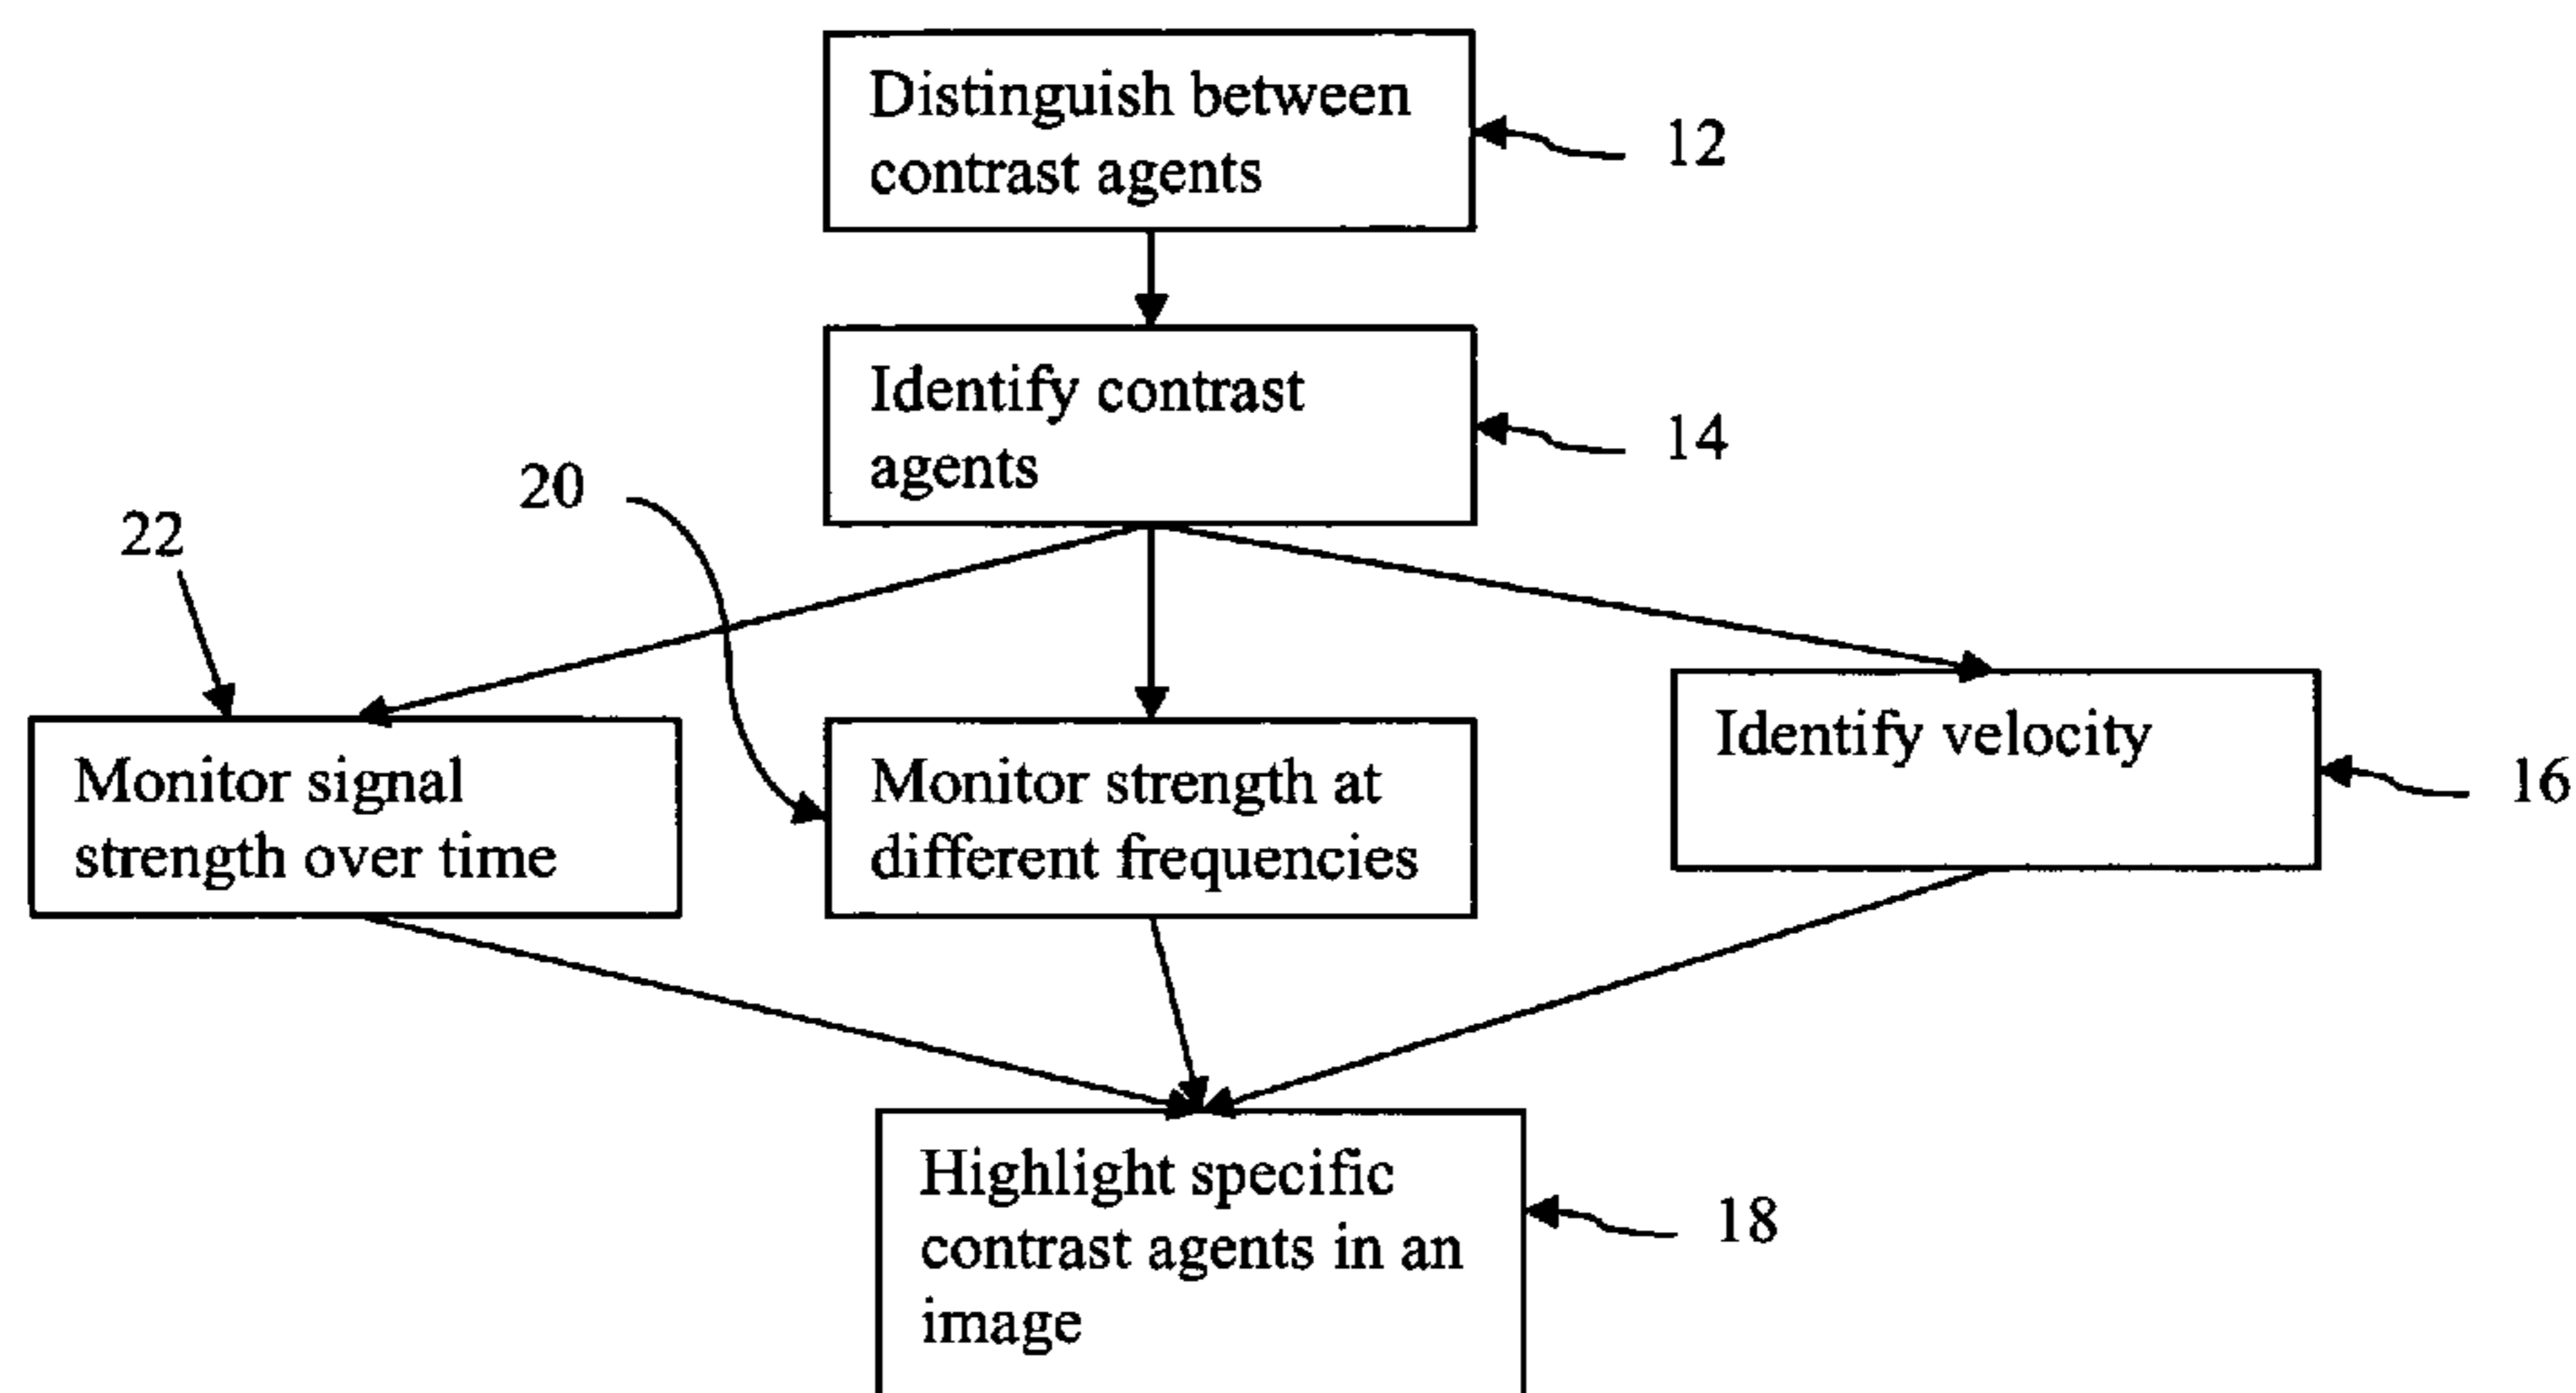 Distinguish between
contrast agents
12
Identify contrast
agents
14
20
22
Monitor signal
strength over time
Monitor strength at
different frequencies
Identify velocity
16
Highlight specific
contrast agents in an
image
18